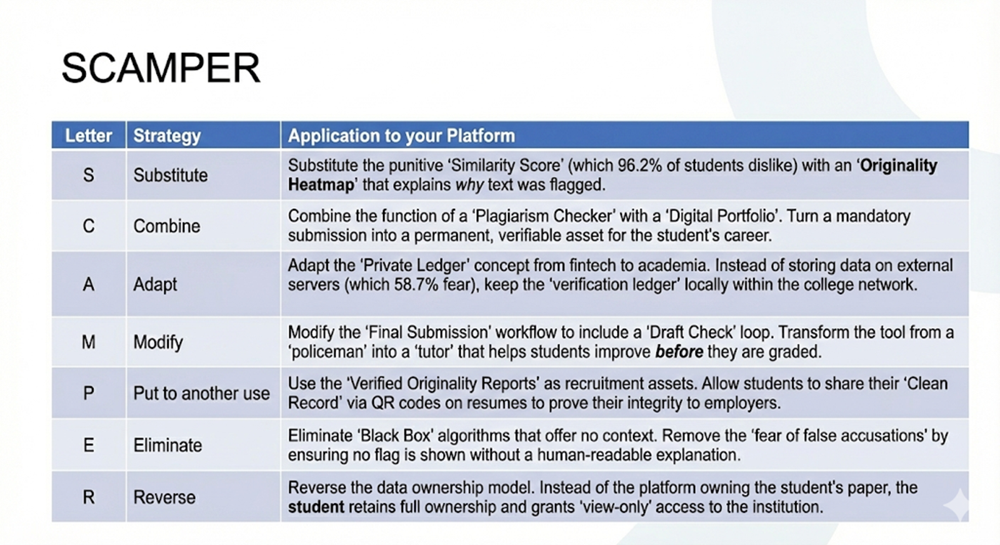 SCAMPER
Letter Strategy Application to your Platform
S Substitute Substitute the punitive ‘Similarity Score’ (which 96.2% of students dislike) with an ‘Originality
Heatmap’ that explains why text was flagged.
C Combine Combine the function of a ‘Plagiarism Checker’ with a ‘Digital Portfolio’. Turn a mandatory
submission into a permanent, verifiable asset for the student's career.
A Adapt Adapt the ‘Private Ledger’ concept from fintech to academia. Instead of storing data on external
servers (which 58.7% fear), keep the ‘verification ledger’ locally within the college network.
M Modify Modify the ‘Final Submission’ workflow to include a 'Draft Check’ loop. Transform the tool from a
‘policeman’ into a ‘tutor’ that helps students improve before they are graded.
P Put to another use Use the ‘Verified Originality Reports’ as recruitment assets. Allow students to share their ‘Clean
Record’ via QR codes on resumes to prove their integrity to employers.
E Eliminate Eliminate ‘Black Box’ algorithms that offer no context. Remove the ‘fear of false accusations’ by
ensuring no flag is shown without a human-readable explanation.
R Reverse Reverse the data ownership model. Instead of the platform owning the student's paper, the
student retains full ownership and grants ‘view-only’ access to the institution.